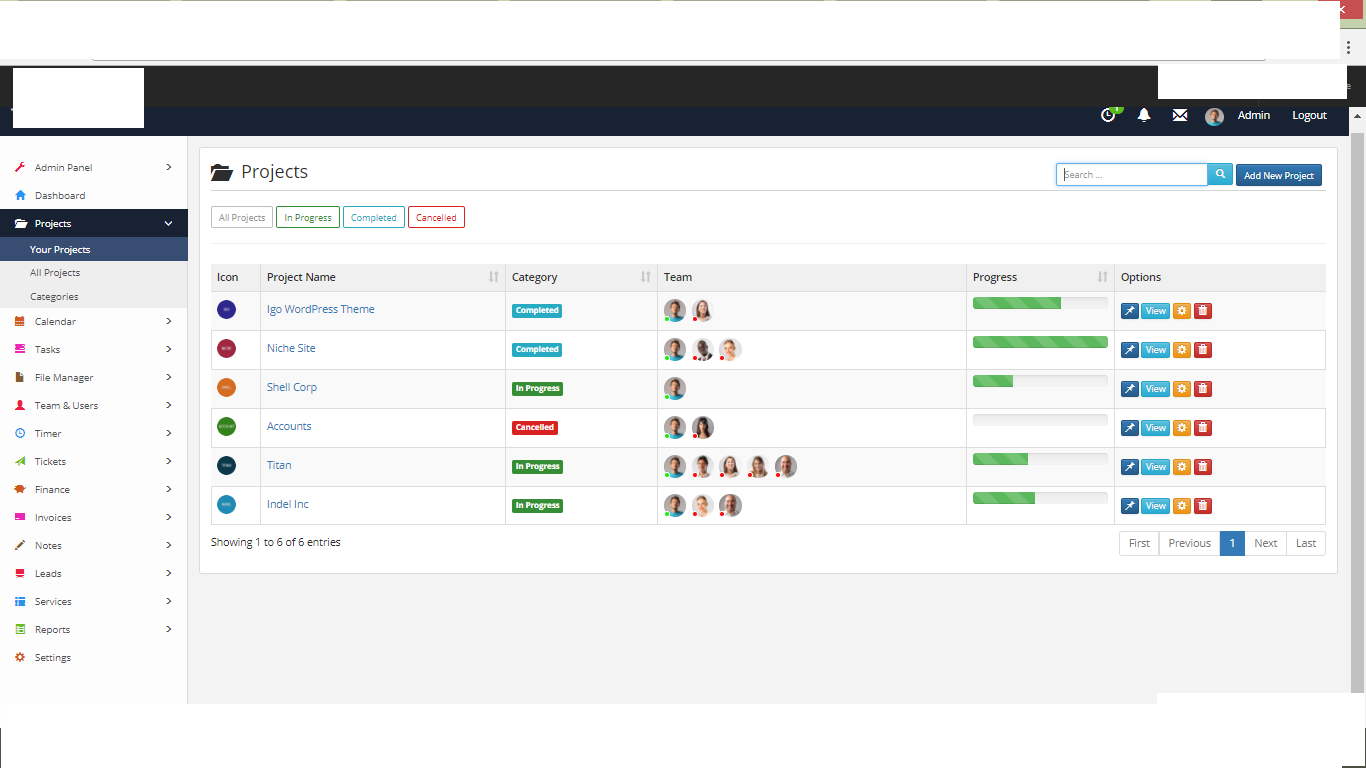 1
Admin
Logout
Admin Panel
Dashboard
Projects
Your Projects
All Projects
Categories
Calendar
Tasks
File Manager
Team & Users
Timer
Tickets
Finance
Invoices
Notes
Leads
Services
Reports
Settings
Projects
Search ...
Add New Project
All Projects In Progress Completed Cancelled
Icon Project Name Category Team Progress Options
Igo WordPress Theme Completed View
Niche Site Completed View
Shell Corp In Progress View
Accounts Cancelled View
Titan In Progress View
Indel Inc In Progress View
Showing 1 to 6 of 6 entries
First Previous 1 Next Last